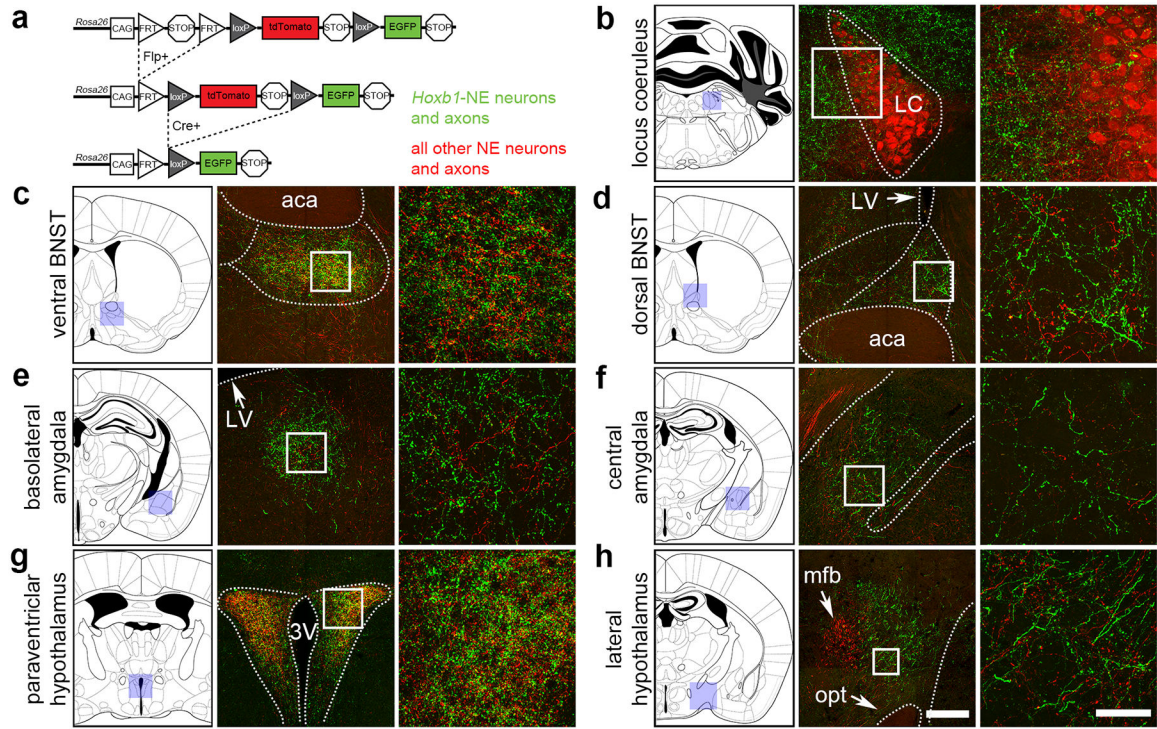 a
Rosa26 CAG FRT STOP FRT loxP tdTomato STOP loxP EGFP STOP
Flp+
Rosa26 CAG FRT loxP tdTomato STOP loxP EGFP STOP
Cre+
Rosa26 CAG FRT loxP EGFP STOP
Hoxb1-NE neurons
and axons
all other NE neurons
and axons
b
locus coeruleus
LC
c
ventral BNST
aca
d
dorsal BNST
LV
aca
e
basolateral
amygdala
LV
f
central
amygdala
g
paraventriclar
hypothalamus
3V
h
lateral
hypothalamus
mfb
opt